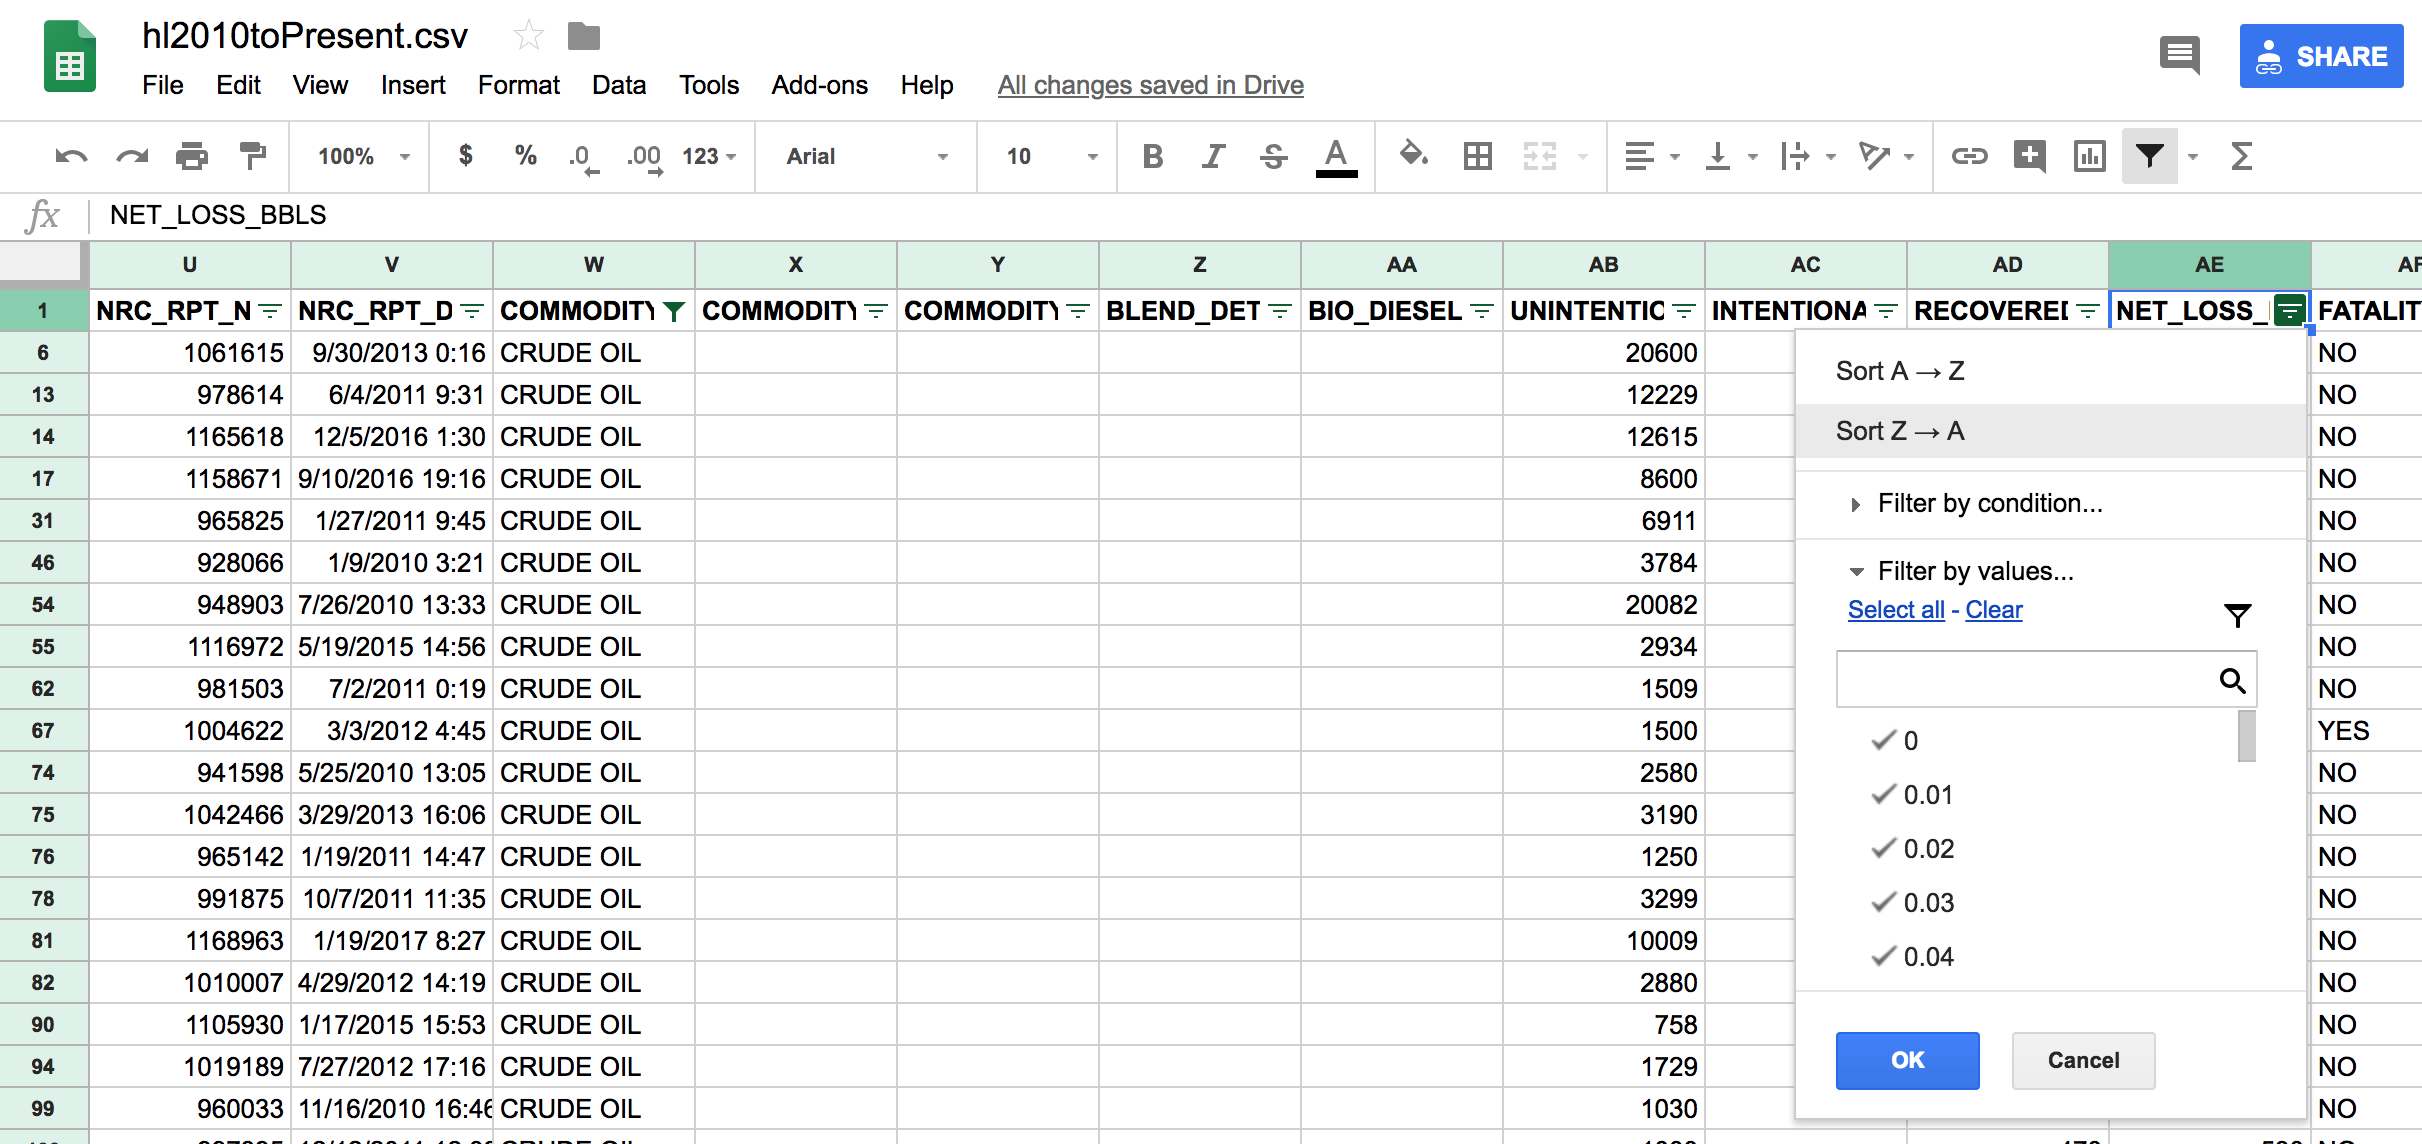 hl2010toPresent.csv
File Edit View Insert Format Data Tools Add-ons Help All changes saved in Drive
SHARE
100% $ % .0 .00 123 Arial 10 B I S A
fx NET_LOSS_BBLS
U V W X Y Z AA AB AC AD AE AF
1 NRC_RPT_N NRC_RPT_D COMMODITY COMMODITY COMMODITY BLEND_DET BIO_DIESEL UNINTENTIO INTENTIONA RECOVERED NET_LOSS_ FATALIT
6 1061615 9/30/2013 0:16 CRUDE OIL 20600 NO
13 978614 6/4/2011 9:31 CRUDE OIL 12229 NO
14 1165618 12/5/2016 1:30 CRUDE OIL 12615 NO
17 1158671 9/10/2016 19:16 CRUDE OIL 8600 NO
31 965825 1/27/2011 9:45 CRUDE OIL 6911 NO
46 928066 1/9/2010 3:21 CRUDE OIL 3784 NO
54 948903 7/26/2010 13:33 CRUDE OIL 20082 NO
55 1116972 5/19/2015 14:56 CRUDE OIL 2934 NO
62 981503 7/2/2011 0:19 CRUDE OIL 1509 NO
67 1004622 3/3/2012 4:45 CRUDE OIL 1500 YES
74 941598 5/25/2010 13:05 CRUDE OIL 2580 NO
75 1042466 3/29/2013 16:06 CRUDE OIL 3190 NO
76 965142 1/19/2011 14:47 CRUDE OIL 1250 NO
78 991875 10/7/2011 11:35 CRUDE OIL 3299 NO
81 1168963 1/19/2017 8:27 CRUDE OIL 10009 NO
82 1010007 4/29/2012 14:19 CRUDE OIL 2880 NO
90 1105930 1/17/2015 15:53 CRUDE OIL 758 NO
94 1019189 7/27/2012 17:16 CRUDE OIL 1729 NO
99 960033 11/16/2010 16:46 CRUDE OIL 1030 NO
Sort A → Z
Sort Z → A
Filter by condition...
Filter by values...
Select all - Clear
0
0.01
0.02
0.03
0.04
OK Cancel